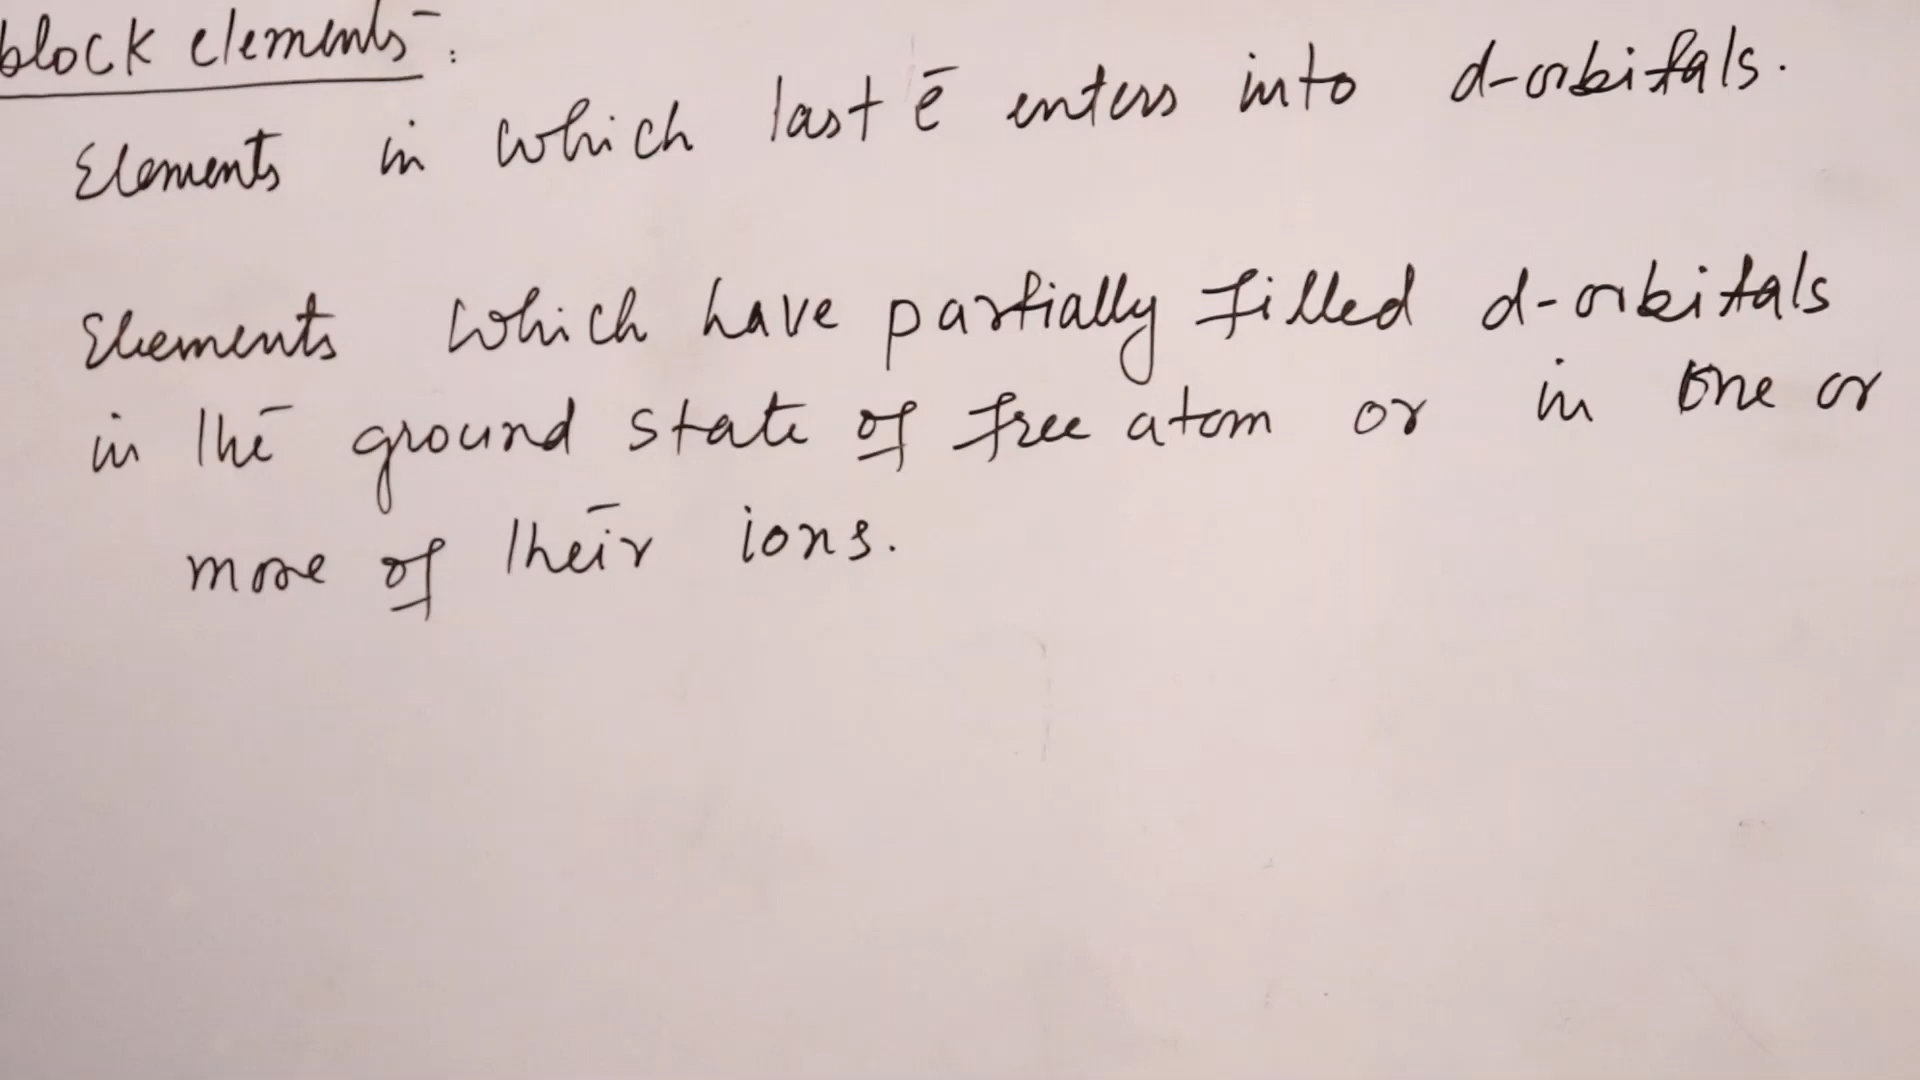 block elements :
Elements in which last ē enters into d-orbitals.
Elements which have partially filled d-orbitals
in the ground state of free atom or in one or
more of their ions.